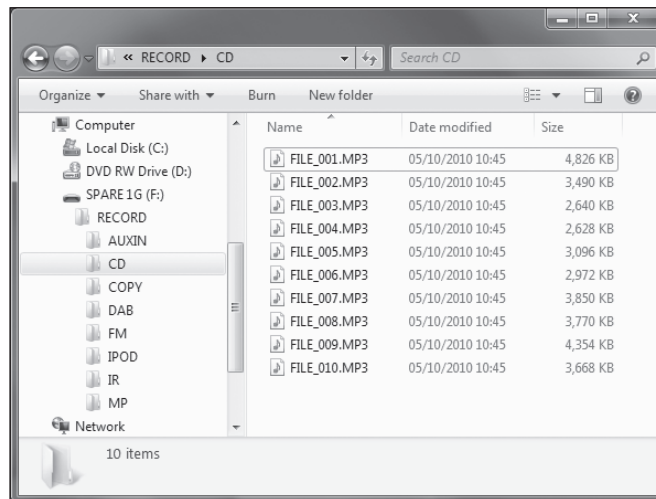 « RECORD ▸ CD
Search CD
Organize ▼ Share with ▼ Burn New folder
Computer
Local Disk (C:)
DVD RW Drive (D:)
SPARE 1G (F:)
RECORD
AUXIN
CD
COPY
DAB
FM
IPOD
IR
MP
Network
Name Date modified Size
FILE_001.MP3 05/10/2010 10:45 4,826 KB
FILE_002.MP3 05/10/2010 10:45 3,490 KB
FILE_003.MP3 05/10/2010 10:45 2,640 KB
FILE_004.MP3 05/10/2010 10:45 2,628 KB
FILE_005.MP3 05/10/2010 10:45 3,096 KB
FILE_006.MP3 05/10/2010 10:45 2,972 KB
FILE_007.MP3 05/10/2010 10:45 3,850 KB
FILE_008.MP3 05/10/2010 10:45 3,770 KB
FILE_009.MP3 05/10/2010 10:45 4,354 KB
FILE_010.MP3 05/10/2010 10:45 3,668 KB
10 items